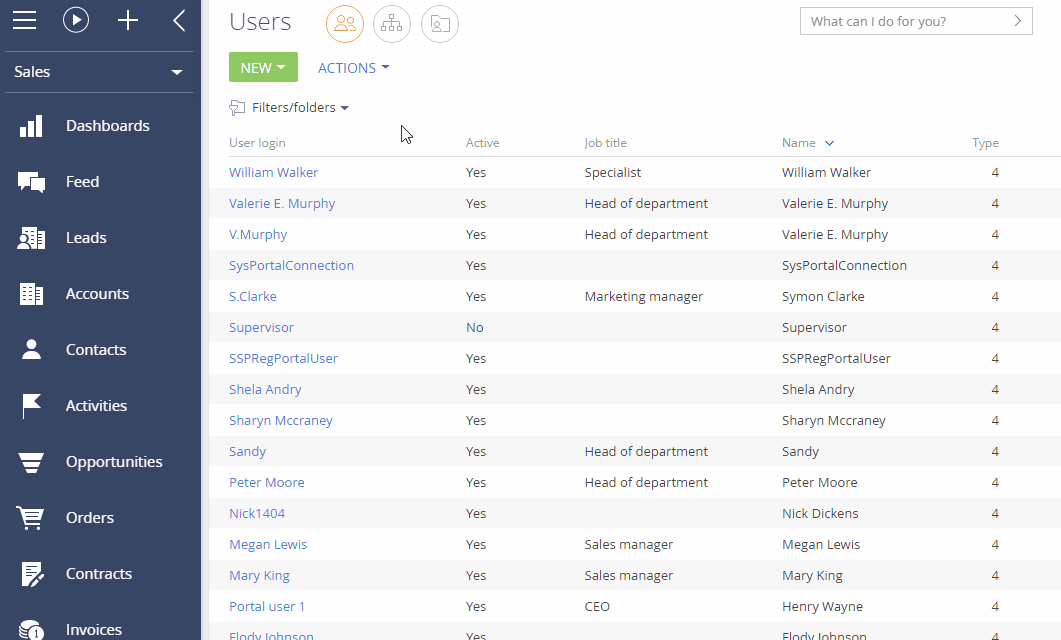 Users
What can I do for you?
Sales
NEW ACTIONS
Filters/folders
Dashboards
Feed
Leads
Accounts
Contacts
Activities
Opportunities
Orders
Contracts
1
Invoices
User login Active Job title Name Type
William Walker Yes Specialist William Walker 4
Valerie E. Murphy Yes Head of department Valerie E. Murphy 4
V.Murphy Yes Head of department Valerie E. Murphy 4
SysPortalConnection Yes SysPortalConnection 4
S.Clarke Yes Marketing manager Symon Clarke 4
Supervisor No Supervisor 4
SSPRegPortalUser Yes SSPRegPortalUser 4
Shela Andry Yes Shela Andry 4
Sharyn Mccraney Yes Sharyn Mccraney 4
Sandy Yes Head of department Sandy 4
Peter Moore Yes Head of department Peter Moore 4
Nick1404 Yes Nick Dickens 4
Megan Lewis Yes Sales manager Megan Lewis 4
Mary King Yes Sales manager Mary King 4
Portal user 1 Yes CEO Henry Wayne 4
Flody Johnson Yes Flody Johnson 4